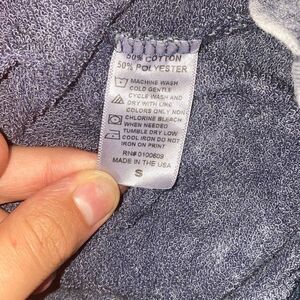 50% COTTON
50% POLYESTER
MACHINE WASH
COLD GENTLE
CYCLE WASH AND
DRY WITH LIKE
COLORS ONLY NON-
CHLORINE BLEACH
WHEN NEEDED
TUMBLE DRY LOW
COOL IRON DO NOT
IRON ON PRINT
RN# 0100609
MADE IN THE USA
S